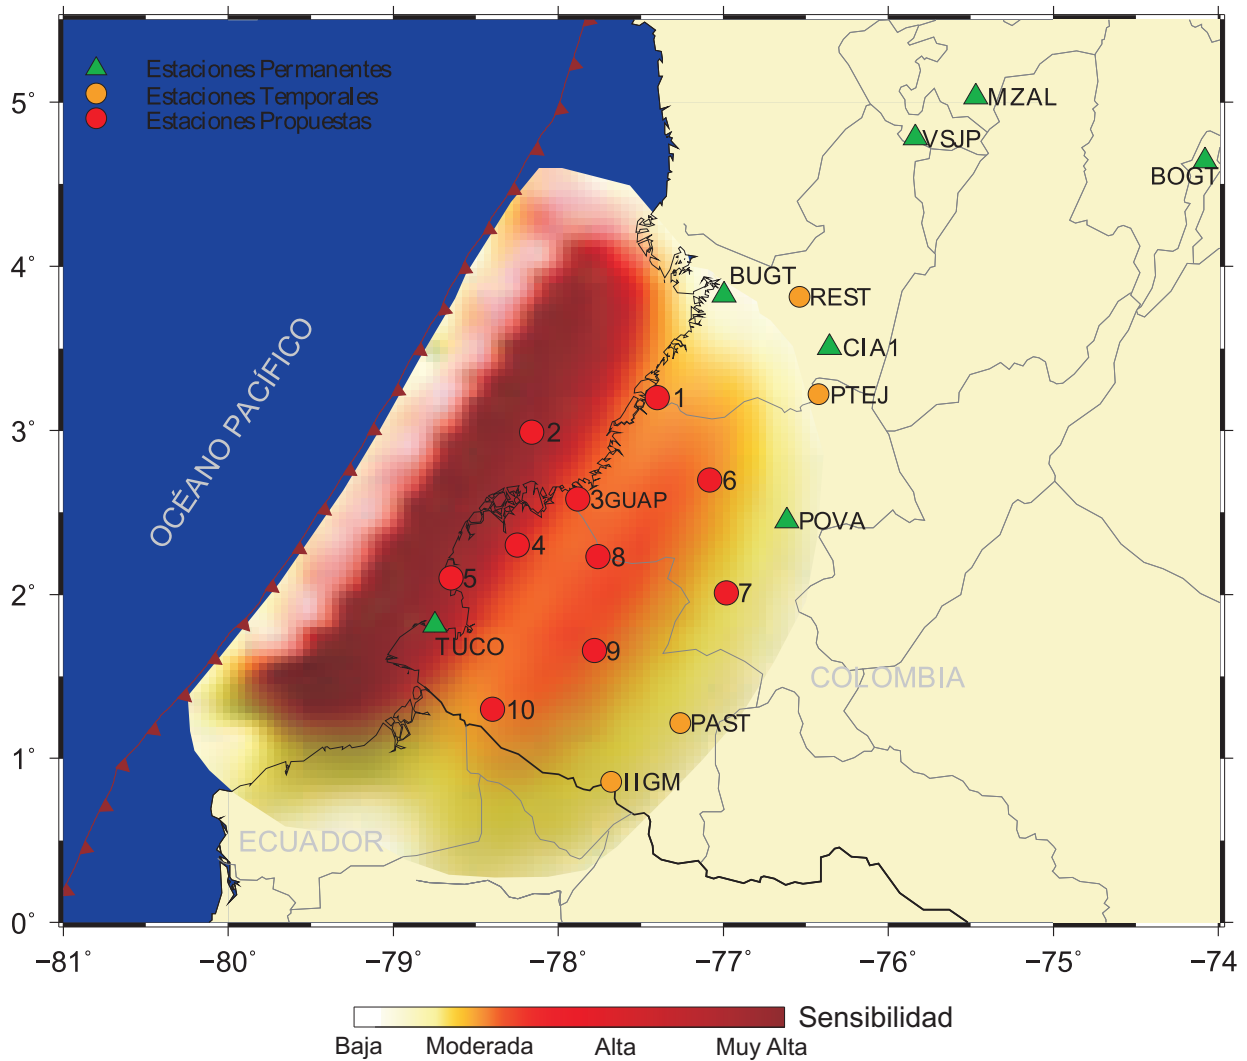 Estaciones Permanentes
Estaciones Temporales
Estaciones Propuestas
MZAL
VSJP
BOGT
BUGT
REST
CIA1
PTEJ
OCÉANO PACÍFICO
1
2
6
3GUAP
POVA
4
8
5
7
TUCO
9
COLOMBIA
10
PAST
IIGM
ECUADOR
5°
4°
3°
2°
1°
0°
−81 −80 −79 −78 −77 −76 −75 −74
Sensibilidad
Baja Moderada Alta Muy Alta